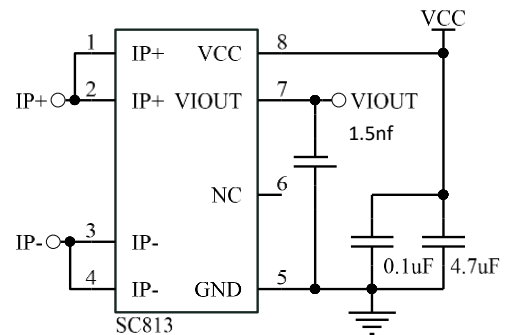 VCC
1 IP+ VCC 8
IP+ 2 IP+ VIOUT 7 VIOUT
1.5nf
NC 6
IP- 3 IP-
0.1uF 4.7uF
4 IP- GND 5
SC813